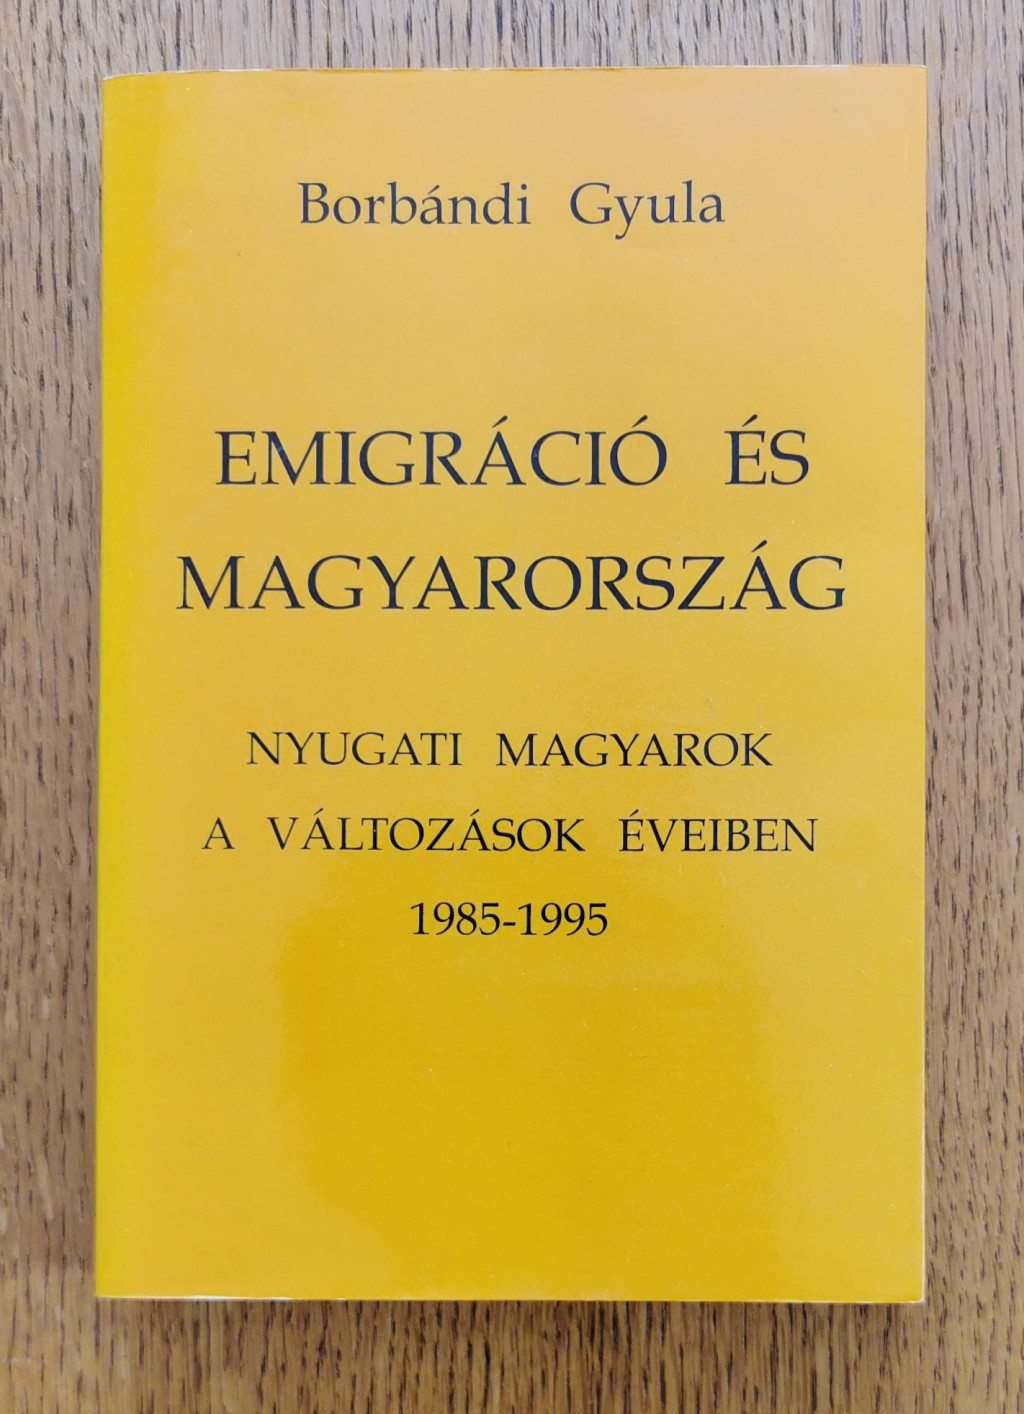 Borbándi Gyula
EMIGRÁCIÓ ÉS
MAGYARORSZÁG
NYUGATI MAGYAROK
A VÁLTOZÁSOK ÉVEIBEN
1985-1995